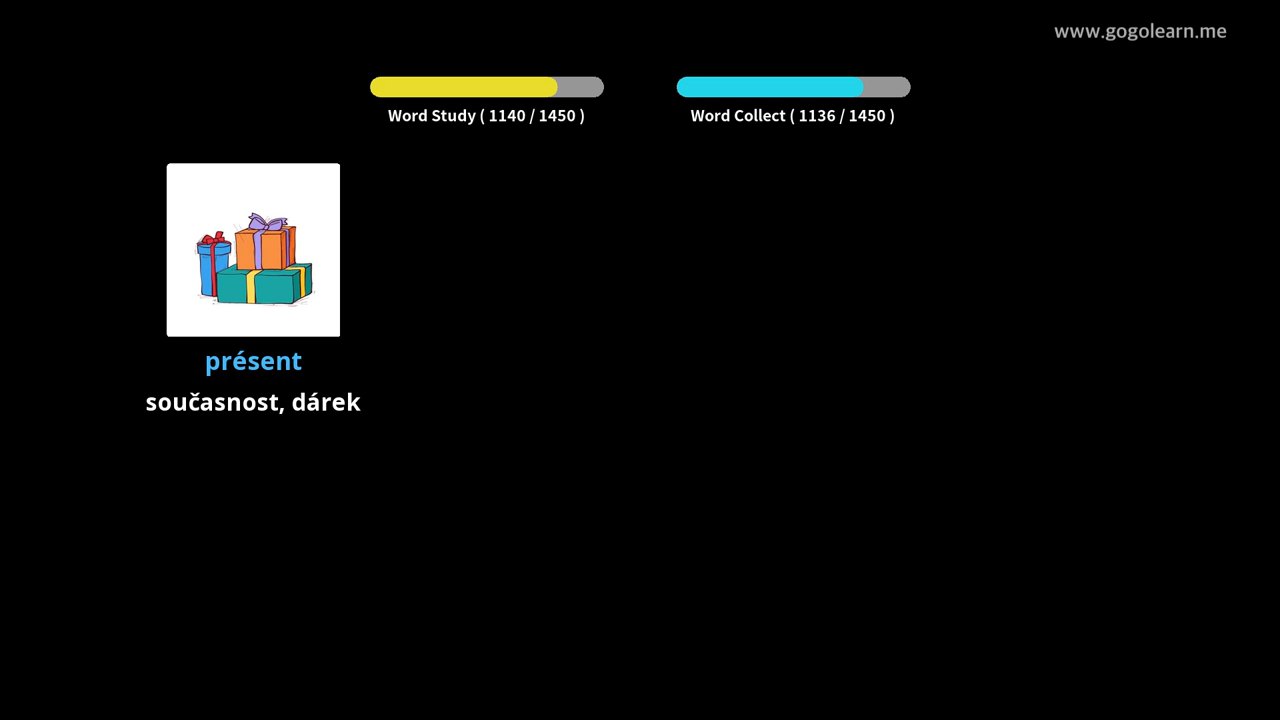 www.gogolearn.me
Word Study ( 1140 / 1450 )
Word Collect ( 1136 / 1450 )
présent
současnost, dárek